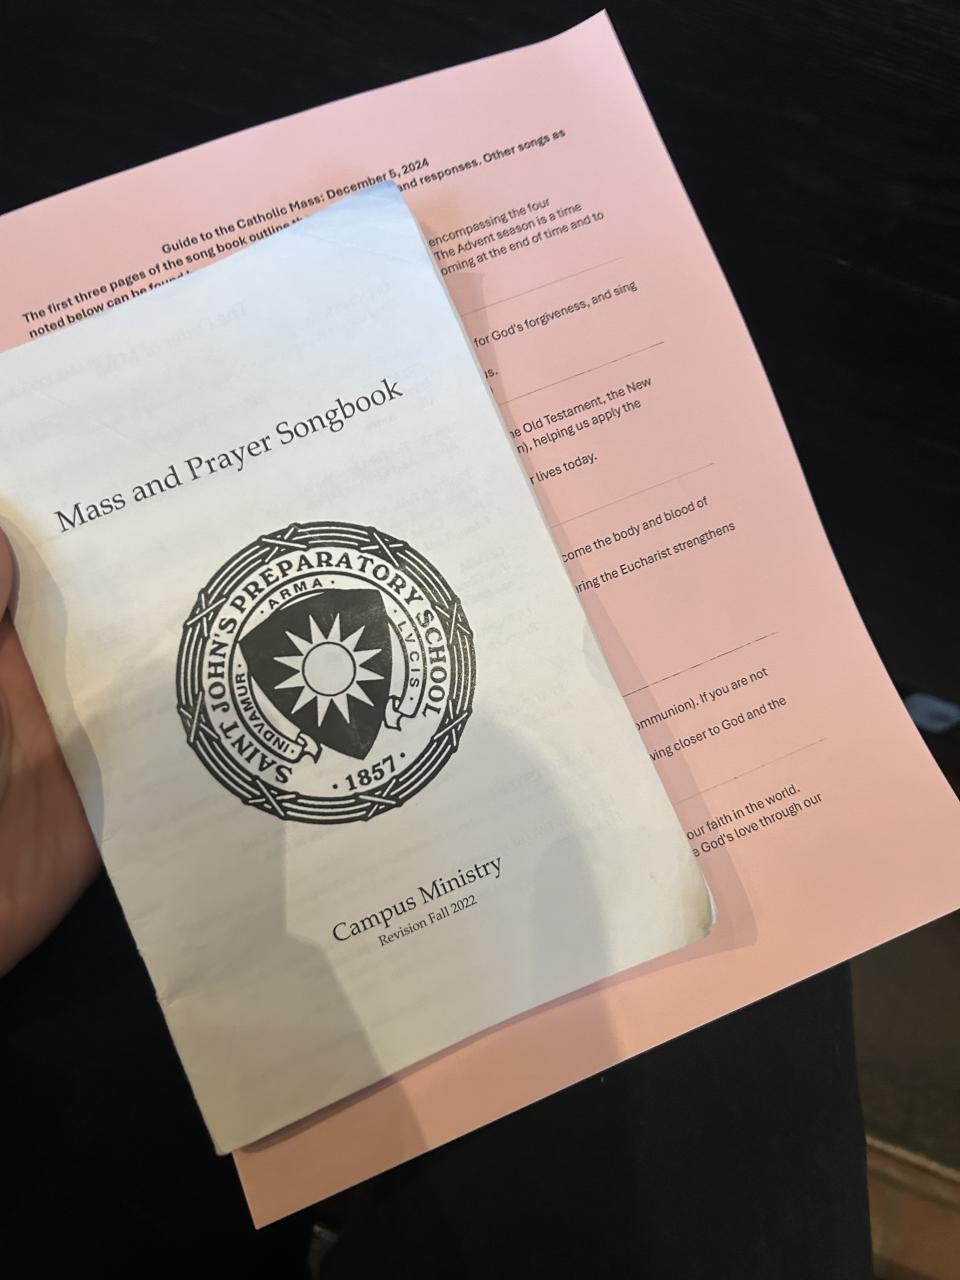 Guide to the Catholic Mass: December 5, 2024
The first three pages of the song book outline and responses. Other songs as
noted below can be found
encompassing the four
The Advent season is a time
oming at the end of time and to
for God's forgiveness, and sing
us.
he Old Testament, the New
n), helping us apply the
r lives today.
come the body and blood of
aring the Eucharist strengthens
ommunion). If you are not
ving closer to God and the
our faith in the world.
e God's love through our
Mass and Prayer Songbook
SAINT JOHN'S PREPARATORY SCHOOL
·INDVAMUR· ·ARMA· ·LVCIS·
·1857·
Campus Ministry
Revision Fall 2022